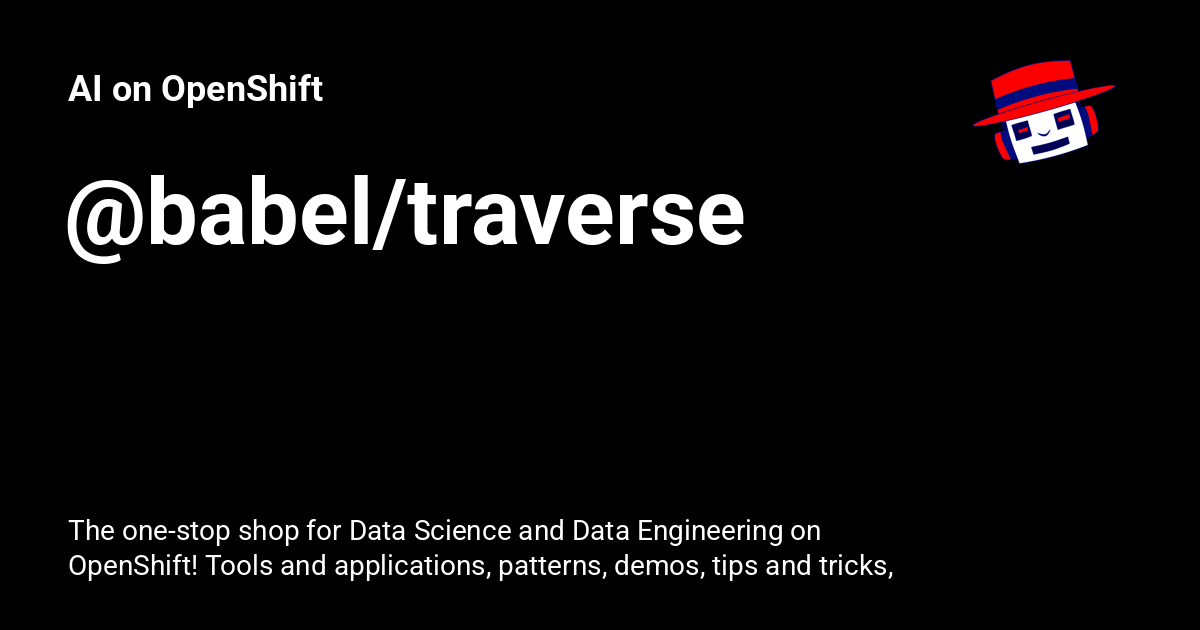 AI on OpenShift
@babel/traverse
The one-stop shop for Data Science and Data Engineering on
OpenShift! Tools and applications, patterns, demos, tips and tricks,